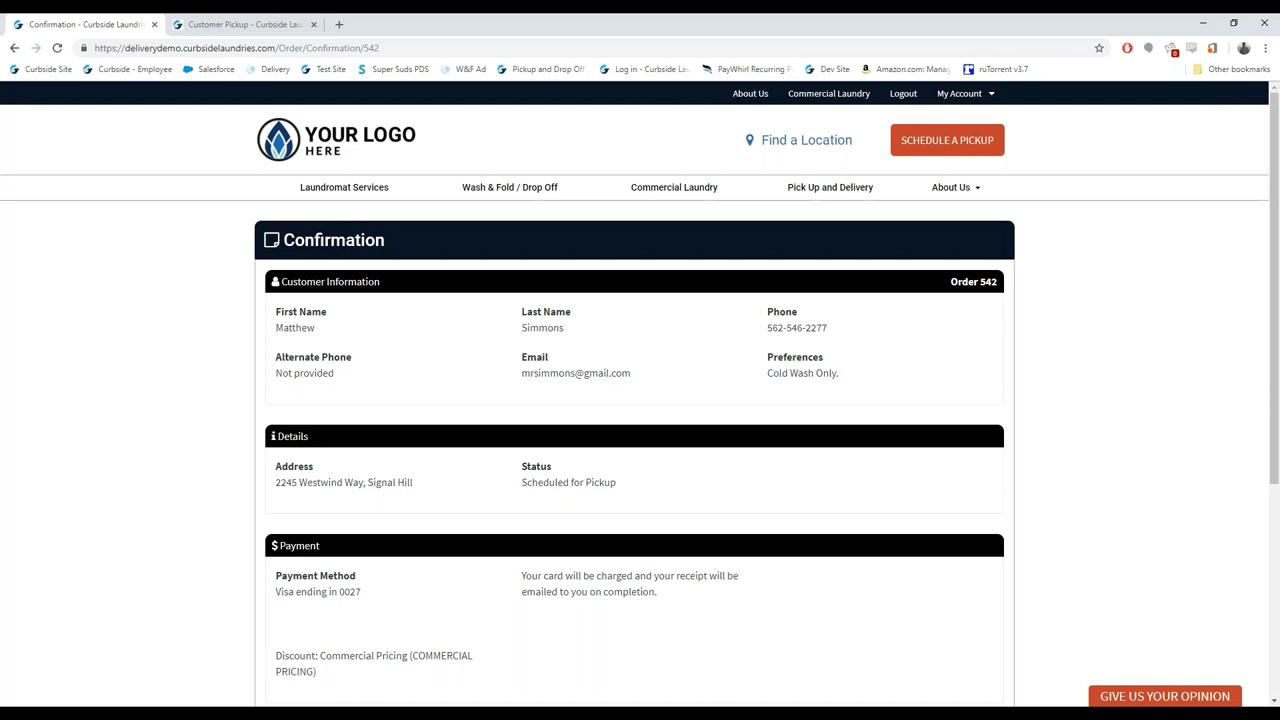 Confirmation - Curbside Laundri
Customer Pickup - Curbside Lau
https://deliverydemo.curbsidelaundries.com/Order/Confirmation/542
0
Curbside Site
Curbside - Employee
Salesforce
Delivery
Test Site
Super Suds PDS
W&F Ad
Pickup and Drop Off
Log in - Curbside La
PayWhirl Recurring P
Dev Site
Amazon.com: Mana
ruTorrent v3.7
Other bookmarks
About Us
Commercial Laundry
Logout
My Account
YOUR LOGO
HERE
Find a Location
SCHEDULE A PICKUP
Laundromat Services
Wash & Fold / Drop Off
Commercial Laundry
Pick Up and Delivery
About Us
Confirmation
Customer Information
Order 542
First Name
Matthew
Last Name
Simmons
Phone
562-546-2277
Alternate Phone
Not provided
Email
mrsimmons@gmail.com
Preferences
Cold Wash Only.
Details
Address
2245 Westwind Way, Signal Hill
Status
Scheduled for Pickup
$ Payment
Payment Method
Visa ending in 0027
Your card will be charged and your receipt will be
emailed to you on completion.
Discount: Commercial Pricing (COMMERCIAL
PRICING)
GIVE US YOUR OPINION